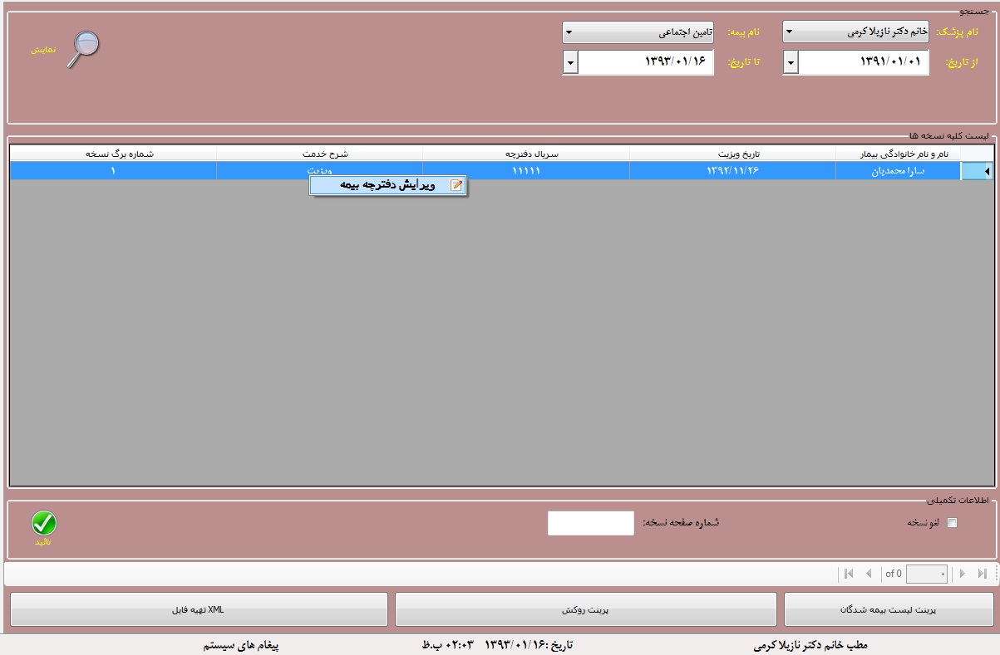 جستجو
نام پزشک: خانم دکتر نازیلا کرمی نام بیمه: تامین اجتماعی
نمایش
از تاریخ: ۱۳۹۱/۰۱/۰۱ تا تاریخ: ۱۳۹۳/۰۱/۱۶
لیست کلیه نسخه ها
نام و نام خانوادگی بیمار تاریخ ویزیت سریال دفترچه شرح خدمت شماره برگ نسخه
سارا محمدیان ۱۳۹۲/۱۱/۲۶ ۱۱۱۱۱ ویزیت ۱
ویرایش دفترچه بیمه
اطلاعات تکمیلی
لغو نسخه شماره صفحه نسخه:
تائید
of 0 ۰
پرینت لیست بیمه شدگان پرینت روکش تهیه فایل XML
مطب خانم دکتر نازیلا کرمی تاریخ :۱۳۹۳/۰۱/۱۶ ۰۲:۰۳ ب.ظ پیغام های سیستم